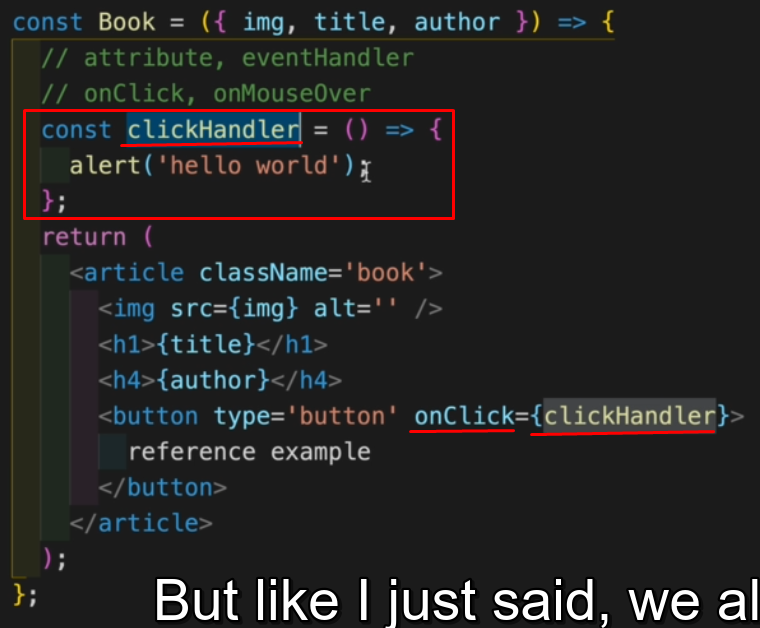 const Book = ({ img, title, author }) => {
// attribute, eventHandler
// onClick, onMouseOver
const clickHandler = () => {
alert('hello world');
};
return (
<article className='book'>
<img src={img} alt='' />
<h1>{title}</h1>
<h4>{author}</h4>
<button type='button' onClick={clickHandler}>
reference example
</button>
</article>
);
};
But like I just said, we al